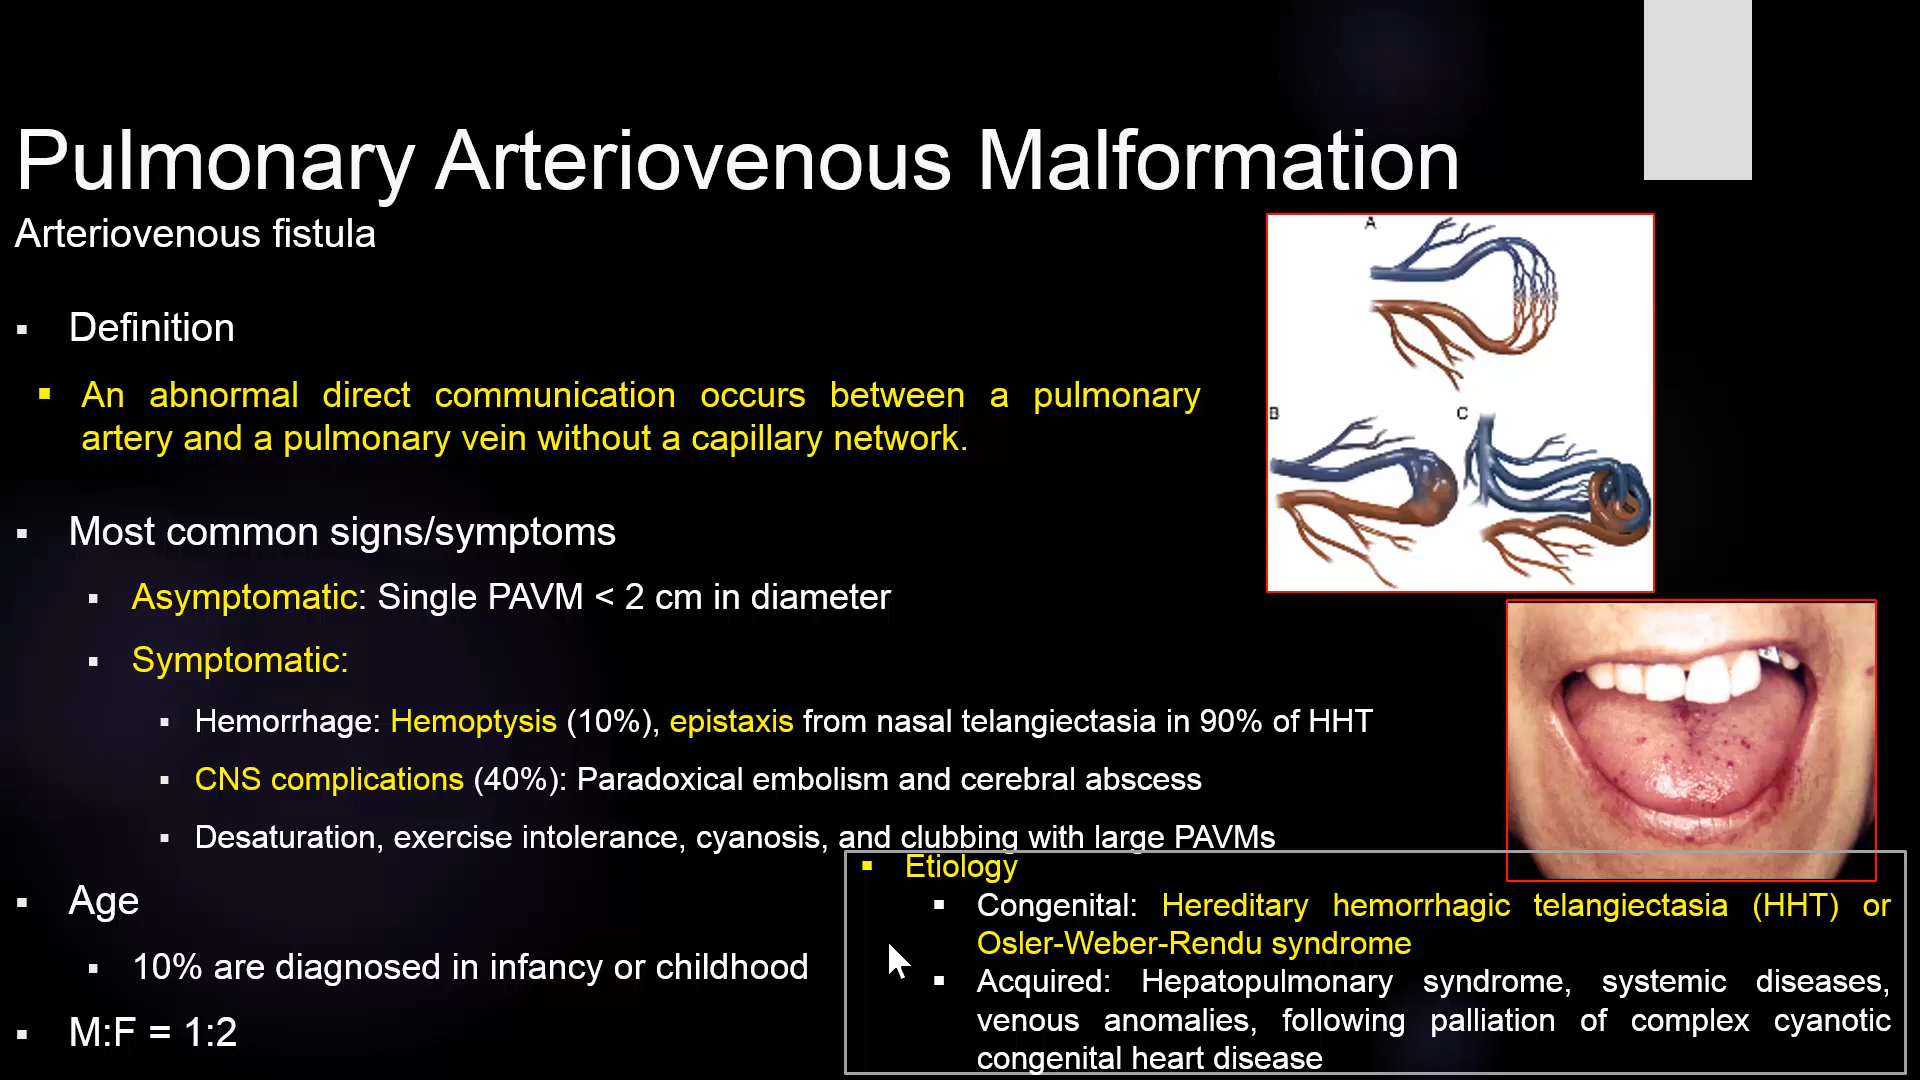 Pulmonary Arteriovenous Malformation
Arteriovenous fistula
▪ Definition
▪ An abnormal direct communication occurs between a pulmonary
artery and a pulmonary vein without a capillary network.
▪ Most common signs/symptoms
▪ Asymptomatic: Single PAVM < 2 cm in diameter
▪ Symptomatic:
▪ Hemorrhage: Hemoptysis (10%), epistaxis from nasal telangiectasia in 90% of HHT
▪ CNS complications (40%): Paradoxical embolism and cerebral abscess
▪ Desaturation, exercise intolerance, cyanosis, and clubbing with large PAVMs
▪ Age
▪ 10% are diagnosed in infancy or childhood
▪ M:F = 1:2
A
B
C
▪ Etiology
▪ Congenital: Hereditary hemorrhagic telangiectasia (HHT) or
Osler-Weber-Rendu syndrome
▪ Acquired: Hepatopulmonary syndrome, systemic diseases,
venous anomalies, following palliation of complex cyanotic
congenital heart disease